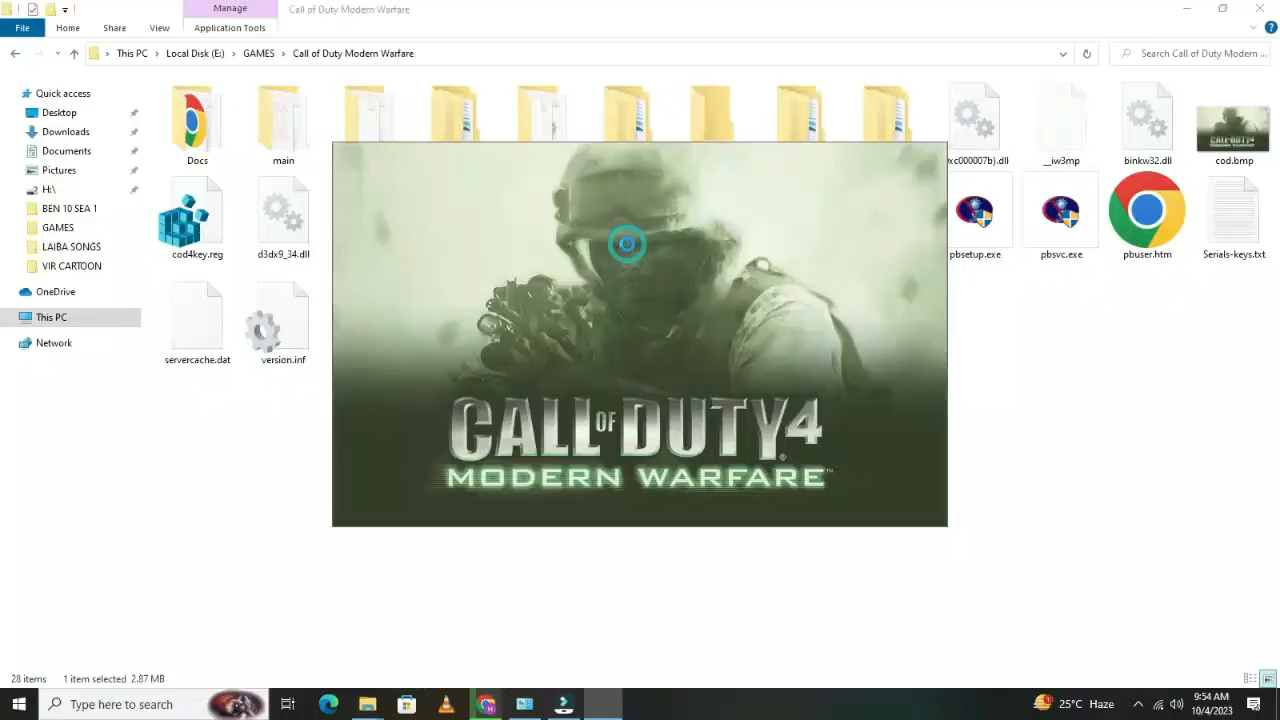 Manage
Call of Duty Modern Warfare
File
Home
Share
View
Application Tools
This PC
Local Disk (E:)
GAMES
Call of Duty Modern Warfare
Search Call of Duty Modern ...
Quick access
Desktop
Downloads
Documents
Pictures
H:\
BEN 10 SEA 1
GAMES
LAIBA SONGS
VIR CARTOON
OneDrive
This PC
Network
Docs
main
xc000007b).dll
__iw3mp
binkw32.dll
cod.bmp
cod4key.reg
d3dx9_34.dll
pbsetup.exe
pbsvc.exe
pbuser.htm
Serials-keys.txt
servercache.dat
version.inf
CALL OF DUTY 4
MODERN WARFARE™
28 items
1 item selected 2.87 MB
Type here to search
25°C Haze
9:54 AM
10/4/2023